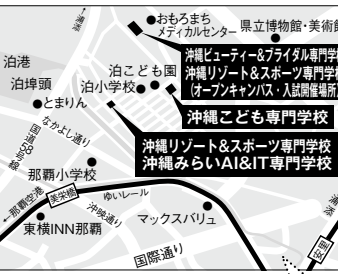 浦添
おもろまち
メディカルセンター
県立博物館・美術館
泊港
泊埠頭
とまりん
泊こども園
泊小学校
沖縄ビューティー&ブライダル専門学校
沖縄リゾート&スポーツ専門学校
(オープンキャンパス・入試開催場所)
沖縄こども専門学校
沖縄リゾート&スポーツ専門学校
沖縄みらいAI&IT専門学校
なかよし通り
国道58号線
那覇小学校
←那覇空港
美栄橋
ゆいレール
沖映通り
東横INN那覇
マックスバリュ
国際通り
浦添
安里